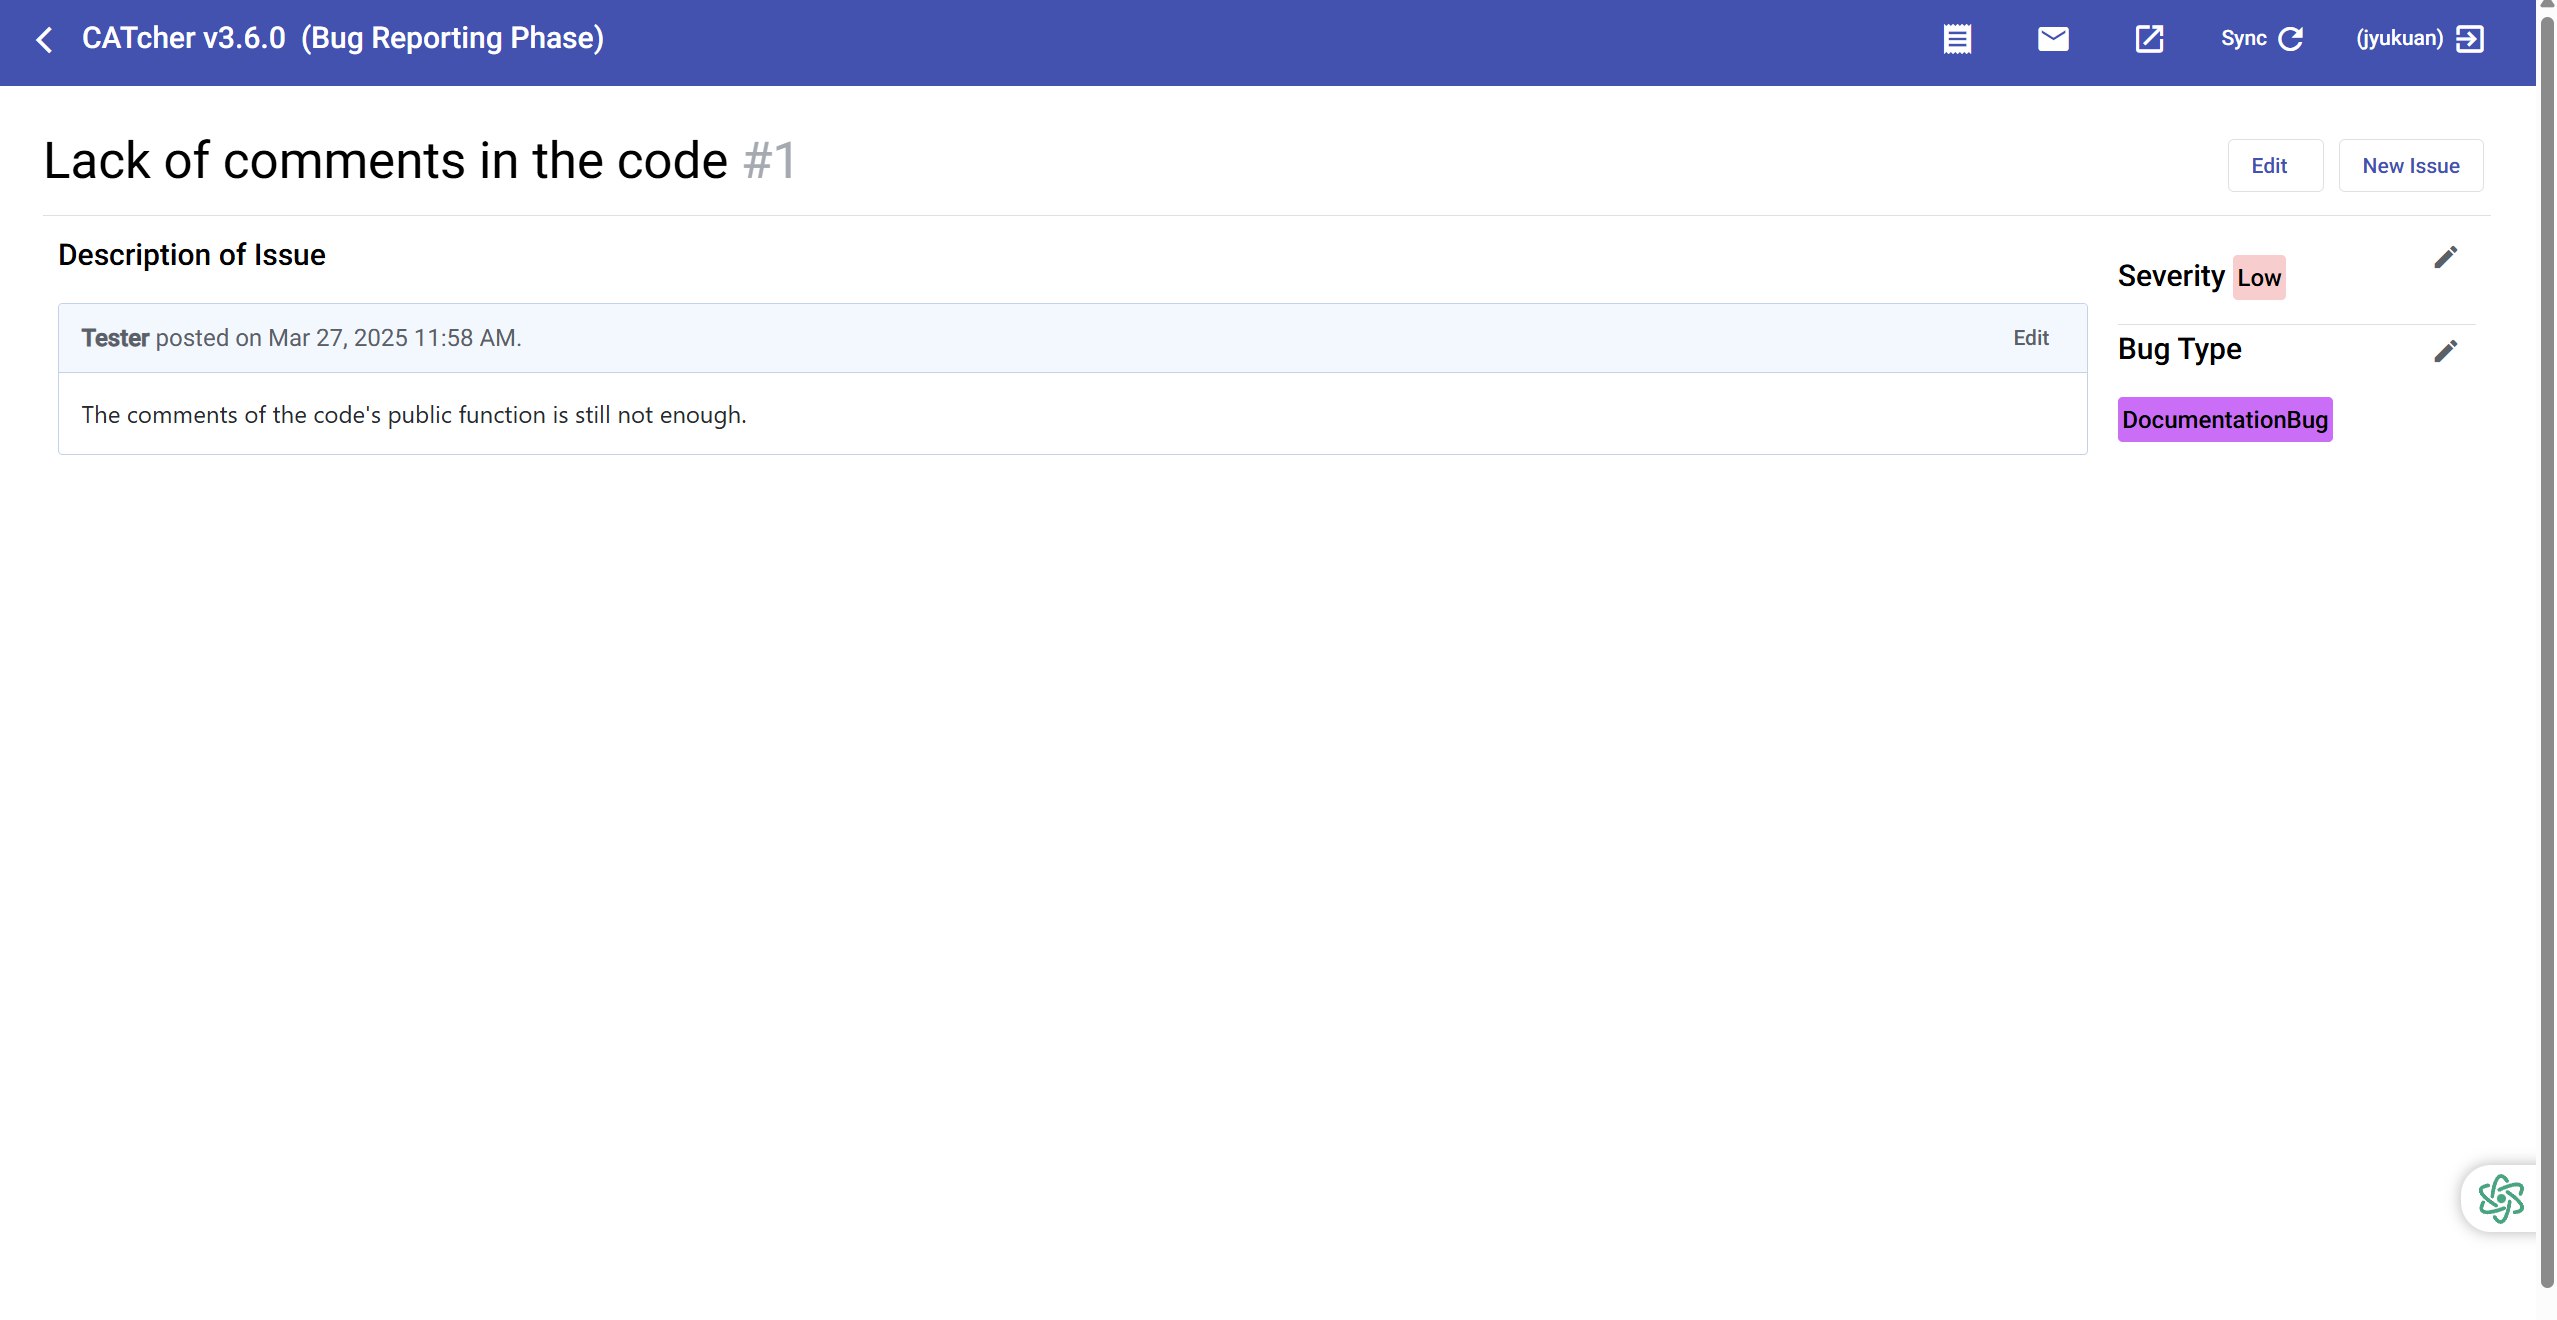 CATcher v3.6.0 (Bug Reporting Phase)
Sync
(jyukuan)
Lack of comments in the code #1
Edit
New Issue
Description of Issue
Tester posted on Mar 27, 2025 11:58 AM.
Edit
The comments of the code's public function is still not enough.
Severity Low
Bug Type
DocumentationBug